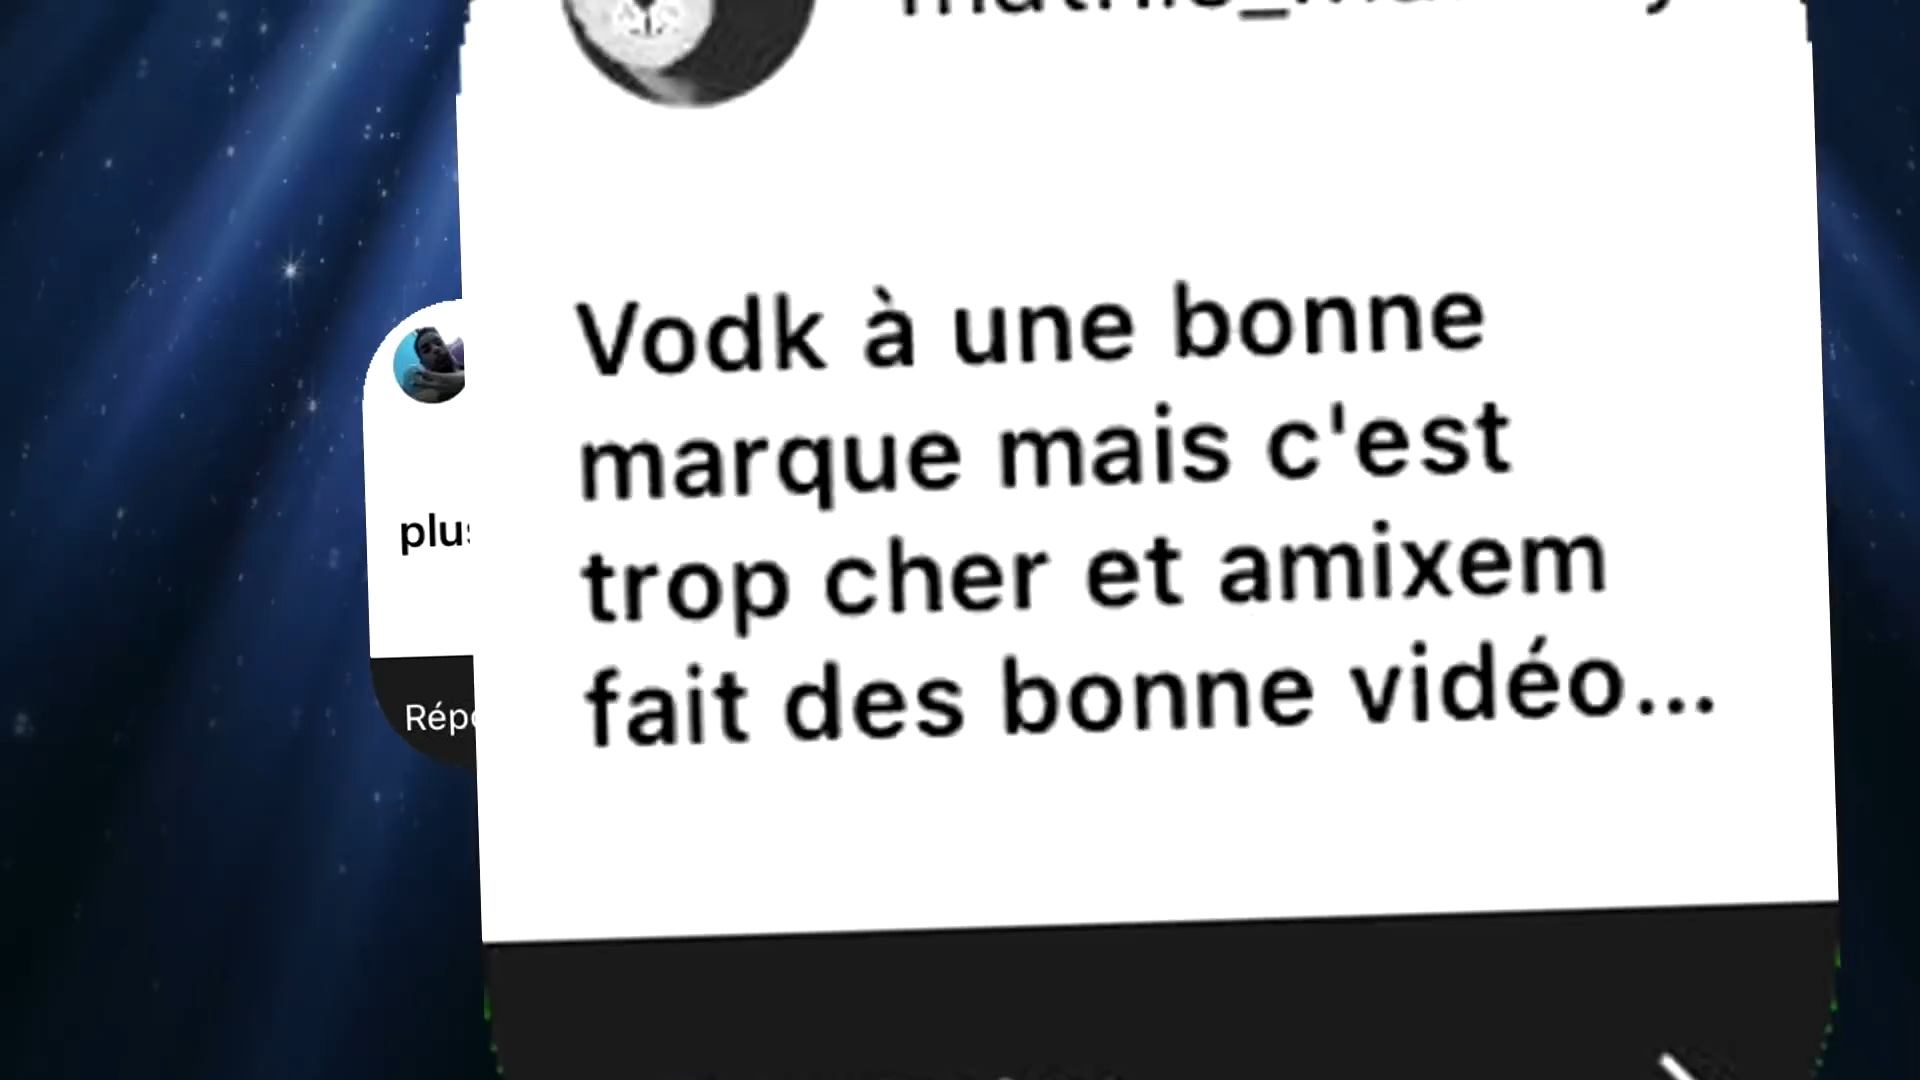 Vodk à une bonne
marque mais c'est
trop cher et amixem
fait des bonne vidéo...